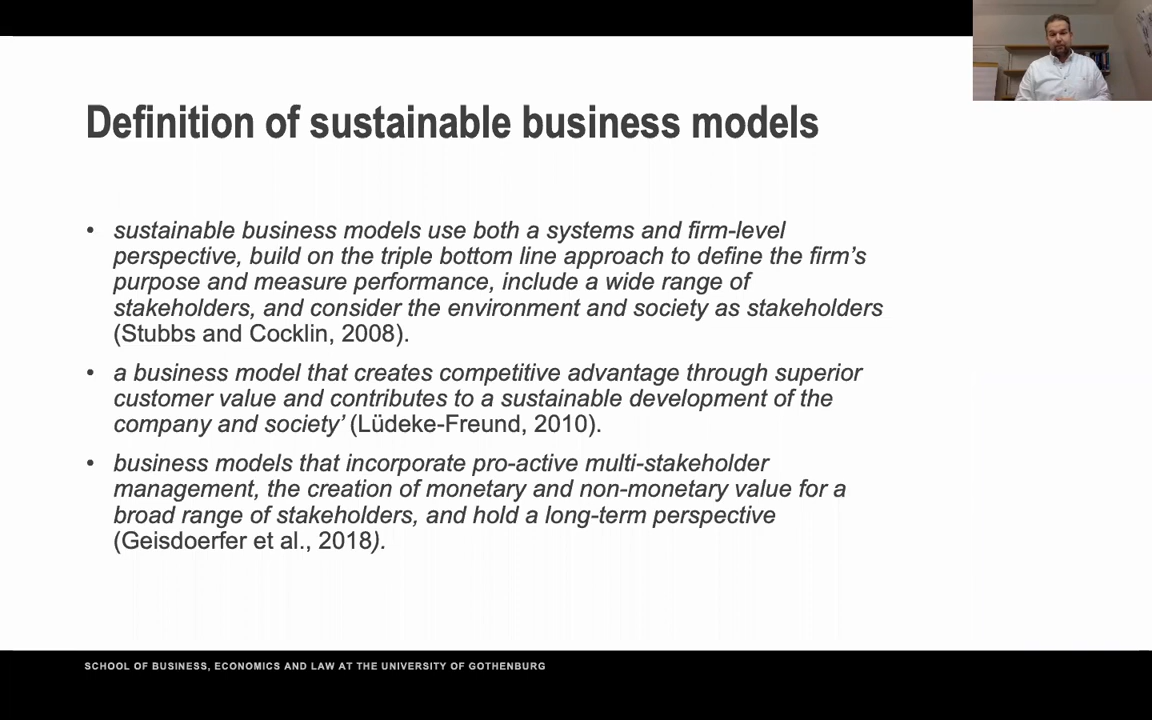 Definition of sustainable business models
• sustainable business models use both a systems and firm-level
perspective, build on the triple bottom line approach to define the firm’s
purpose and measure performance, include a wide range of
stakeholders, and consider the environment and society as stakeholders
(Stubbs and Cocklin, 2008).
• a business model that creates competitive advantage through superior
customer value and contributes to a sustainable development of the
company and society’ (Lüdeke-Freund, 2010).
• business models that incorporate pro-active multi-stakeholder
management, the creation of monetary and non-monetary value for a
broad range of stakeholders, and hold a long-term perspective
(Geisdoerfer et al., 2018).
SCHOOL OF BUSINESS, ECONOMICS AND LAW AT THE UNIVERSITY OF GOTHENBURG